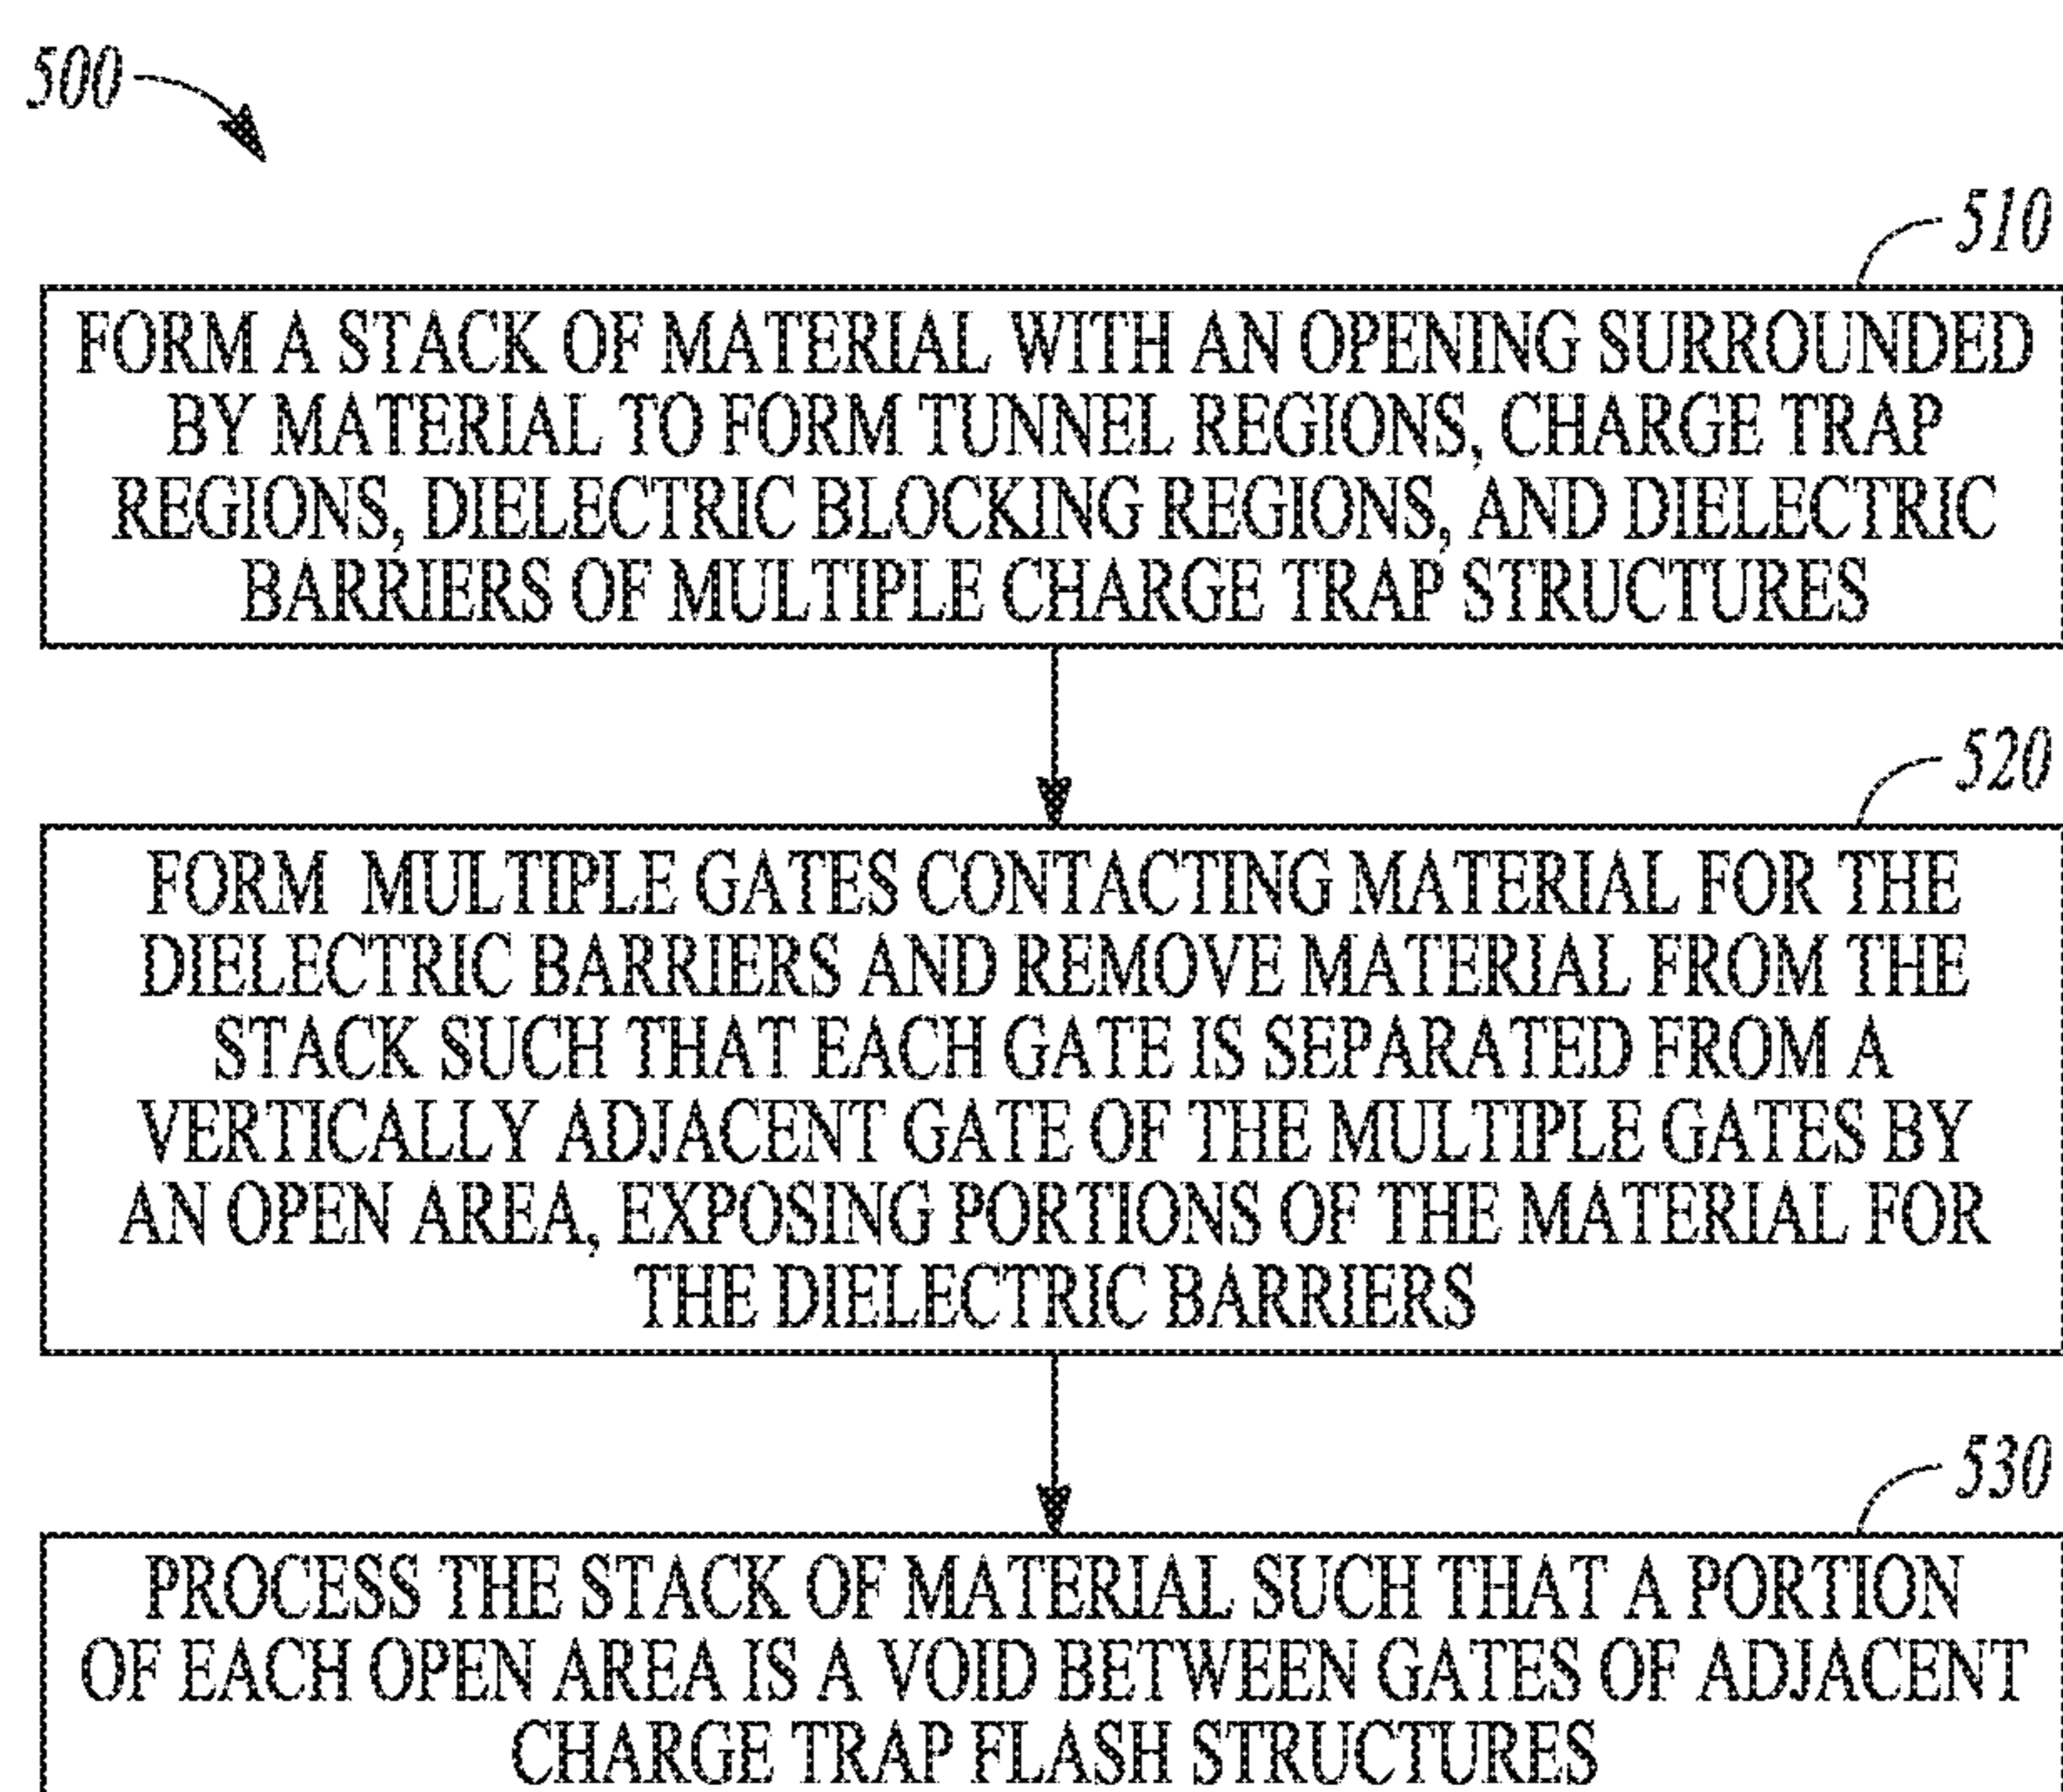 500
510
FORM A STACK OF MATERIAL WITH AN OPENING SURROUNDED
BY MATERIAL TO FORM TUNNEL REGIONS, CHARGE TRAP
REGIONS, DIELECTRIC BLOCKING REGIONS, AND DIELECTRIC
BARRIERS OF MULTIPLE CHARGE TRAP STRUCTURES
520
FORM MULTIPLE GATES CONTACTING MATERIAL FOR THE
DIELECTRIC BARRIERS AND REMOVE MATERIAL FROM THE
STACK SUCH THAT EACH GATE IS SEPARATED FROM A
VERTICALLY ADJACENT GATE OF THE MULTIPLE GATES BY
AN OPEN AREA, EXPOSING PORTIONS OF THE MATERIAL FOR
THE DIELECTRIC BARRIERS
530
PROCESS THE STACK OF MATERIAL SUCH THAT A PORTION
OF EACH OPEN AREA IS A VOID BETWEEN GATES OF ADJACENT
CHARGE TRAP FLASH STRUCTURES